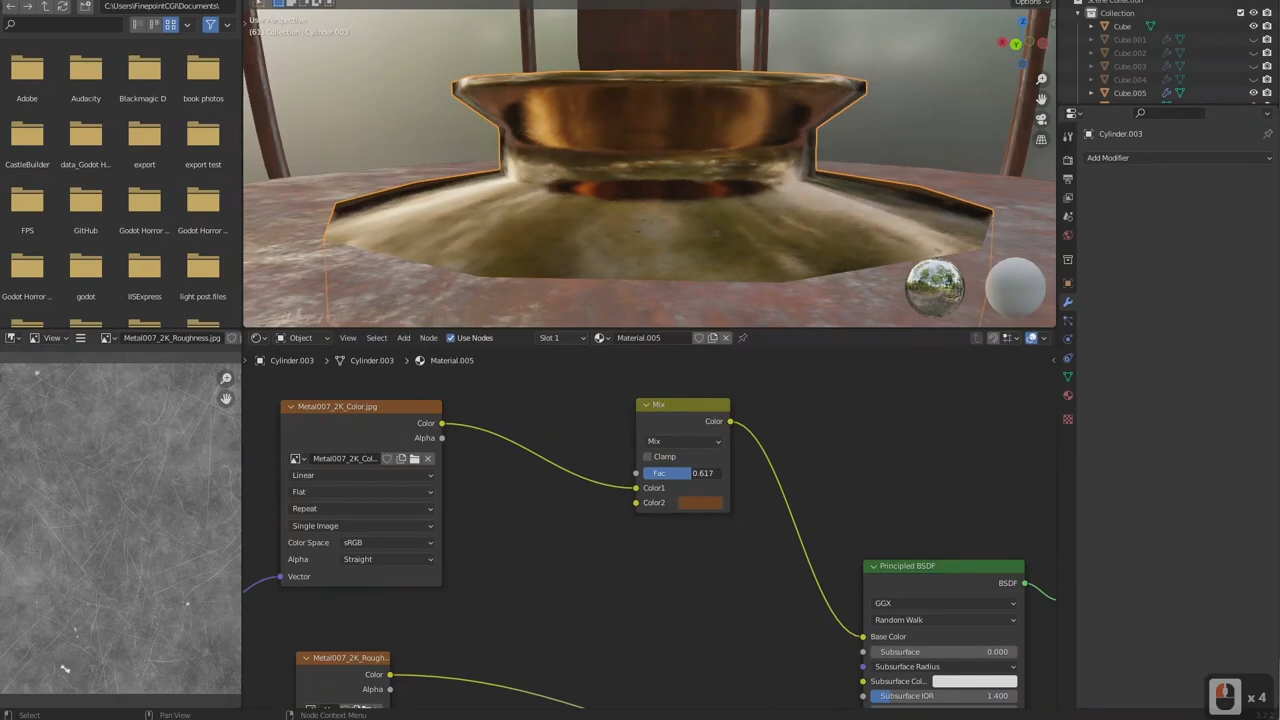 C:\Users\FinepointCGI\Documents\
Adobe
Audacity
Blackmagic D
book photos
CastleBuilder
data_Godot H...
export
export test
FPS
GitHub
Godot Horror ...
Godot Horror ...
Godot Horror ...
godot
IISExpress
light post.files
User Perspective
(61) Collection | Cylinder.003
Options
X
Y
Z
Collection
Cube
Cube.001
Cube.002
Cube.003
Cube.004
Cube.005
Cylinder.003
Add Modifier
View
Metal007_2K_Roughness.jpg
Object
View
Select
Add
Node
Use Nodes
Slot 1
Material.005
Cylinder.003
Cylinder.003
Material.005
Metal007_2K_Color.jpg
Color
Alpha
Metal007_2K_Col...
Linear
Flat
Repeat
Single Image
Color Space
sRGB
Alpha
Straight
Vector
Mix
Color
Mix
Clamp
Fac
0.617
Color1
Color2
Principled BSDF
BSDF
GGX
Random Walk
Base Color
Subsurface
0.000
Subsurface Radius
Subsurface Col...
Subsurface IOR
1.400
Metal007_2K_Rough...
Color
Alpha
x 4
Select
Pan View
Node Context Menu